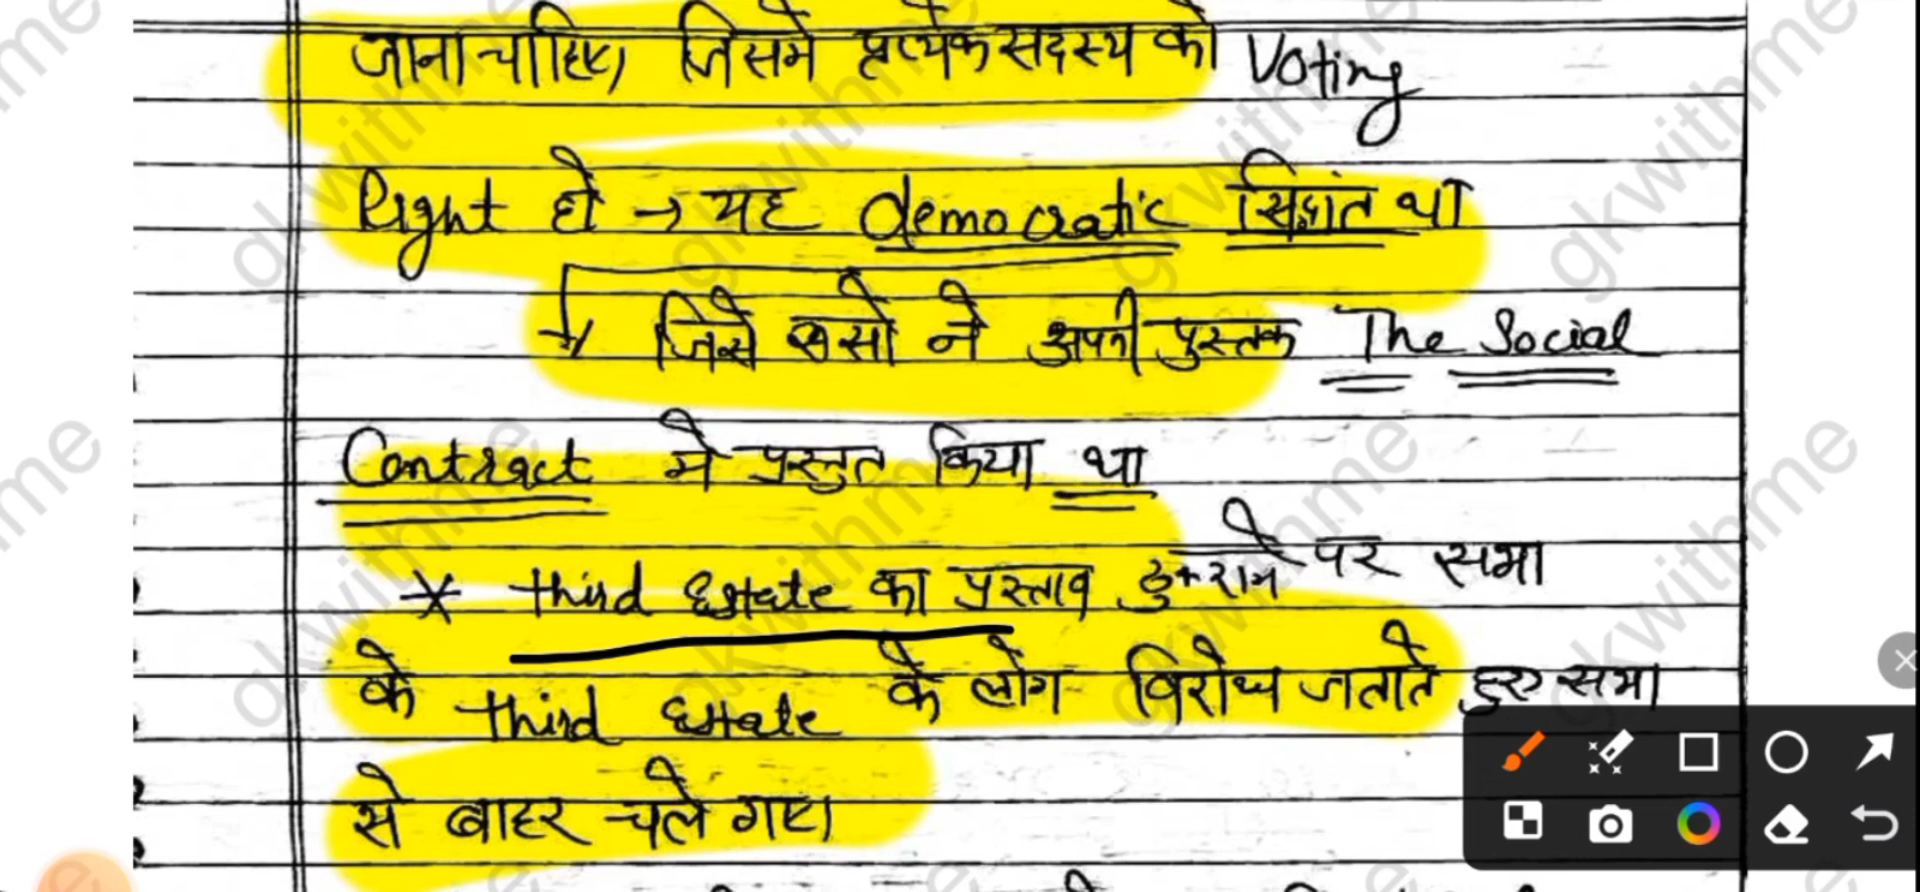 जाना चाहिए, जिसमे प्रत्येक सदस्य को Voting
Right हो → यह democratic सिद्धांत था
जिसे रूसो ने अपनी पुस्तक The Social
Contract मे प्रस्तुत किया था
* third Estate का प्रस्ताव ठुकराने पर सभा
के third Estate के लोग विरोध जताते हुए सभा
से बाहर चले गए।
gkwithme